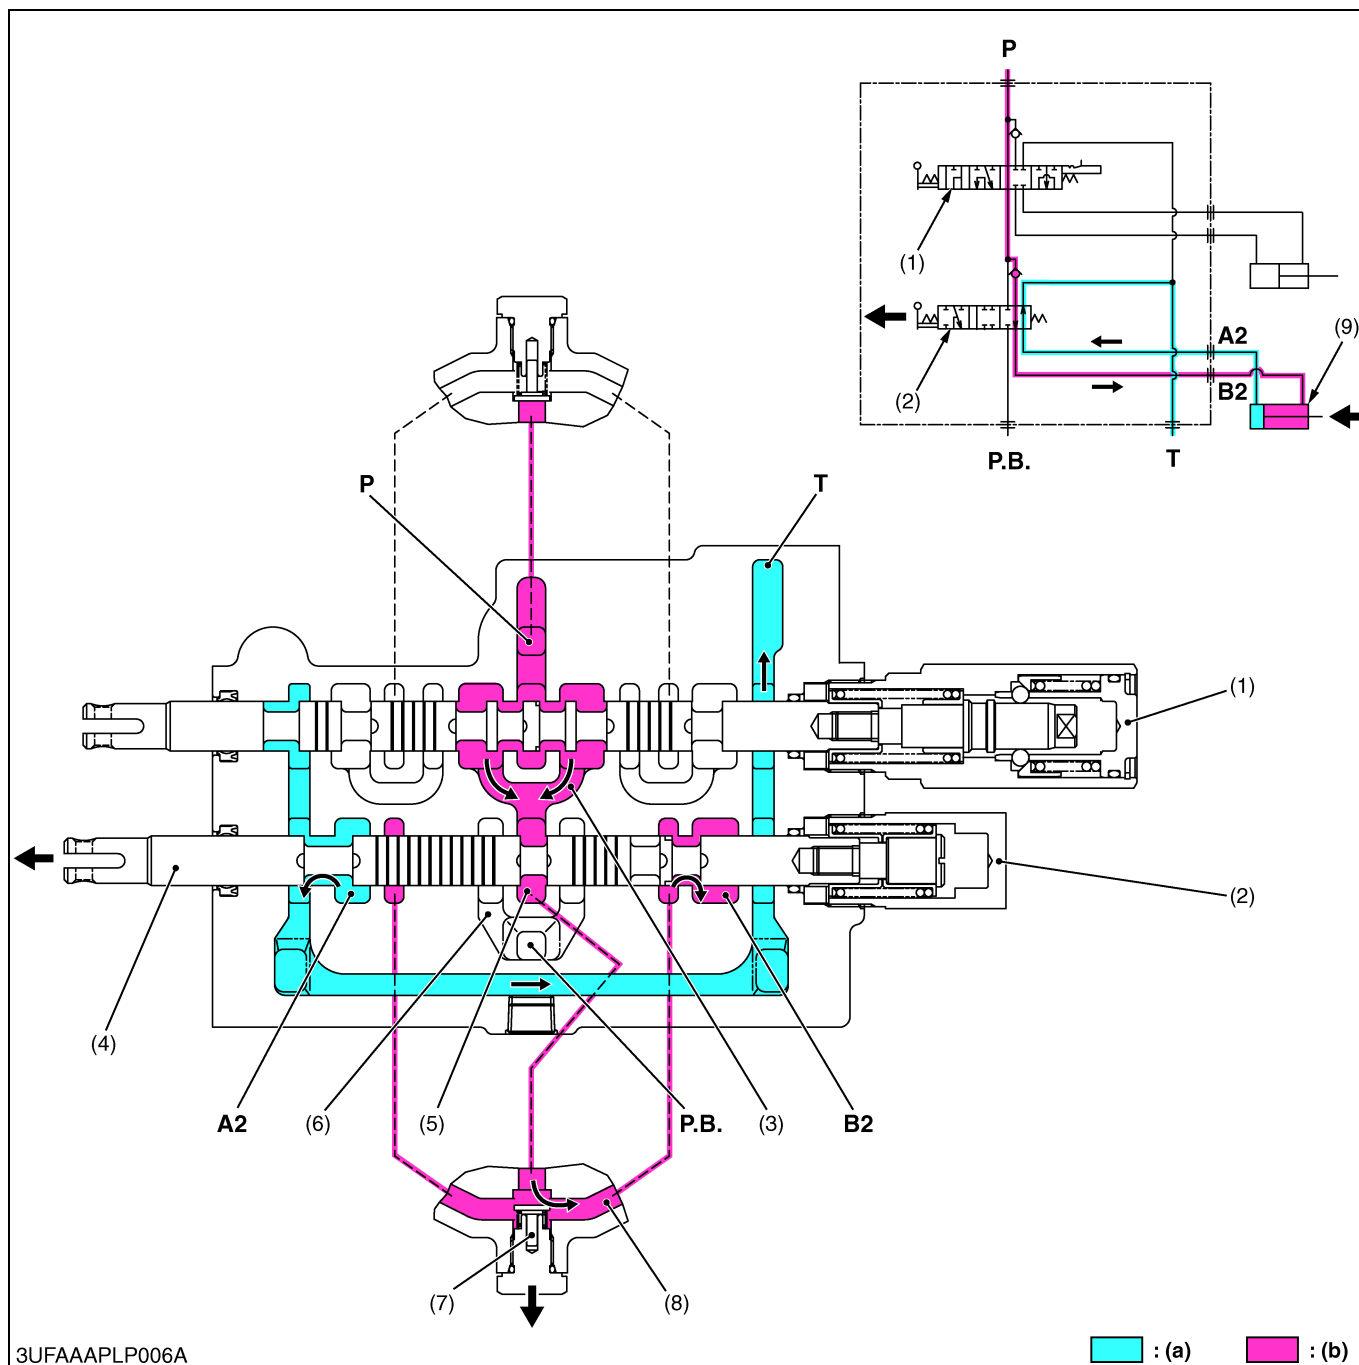 P
(1)
A2
(9)
(2)
B2
P.B.
T
P
T
P
(1)
(2)
(4)
A2
(6)
(5)
P.B.
(3)
B2
(7)
(8)
3UFAAAPLP006A
: (a)
: (b)